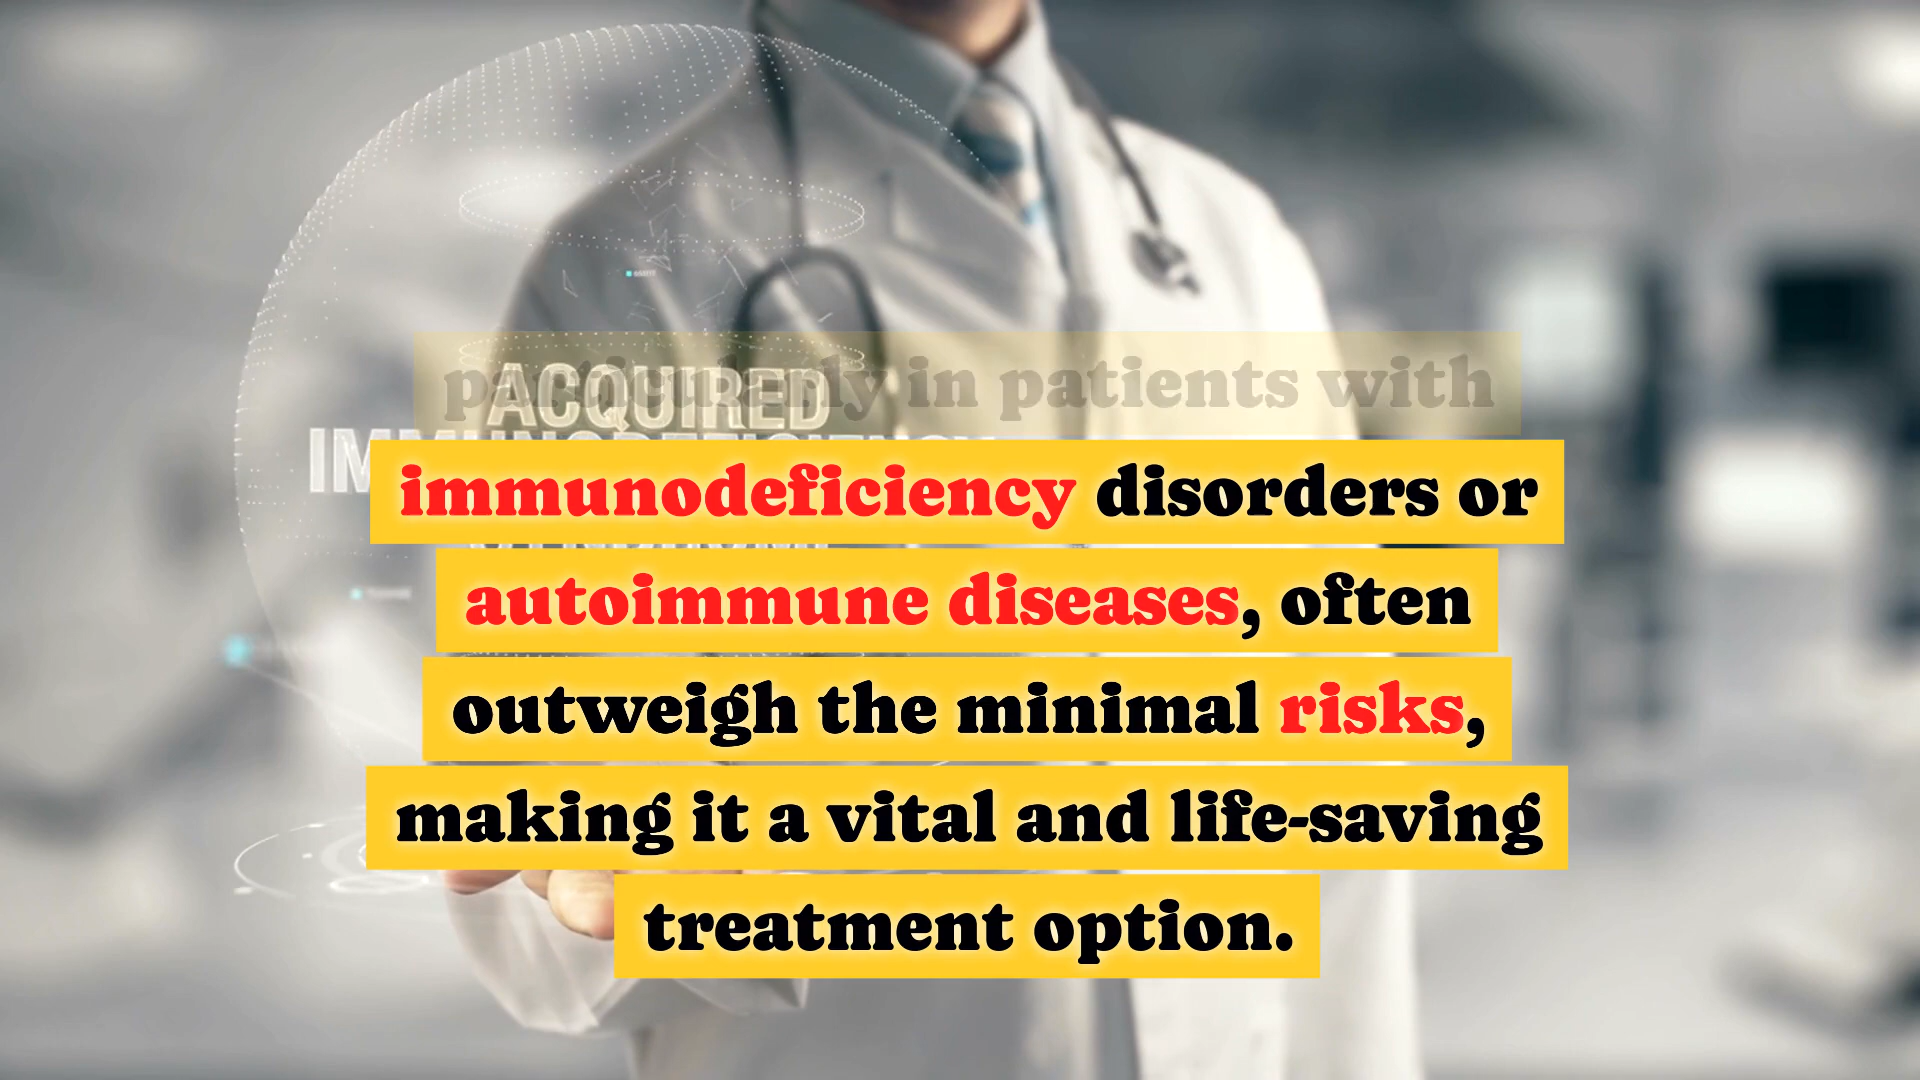 particularly in patients with
ACQUIRED
immunodeficiency disorders or
autoimmune diseases, often
outweigh the minimal risks,
making it a vital and life-saving
treatment option.